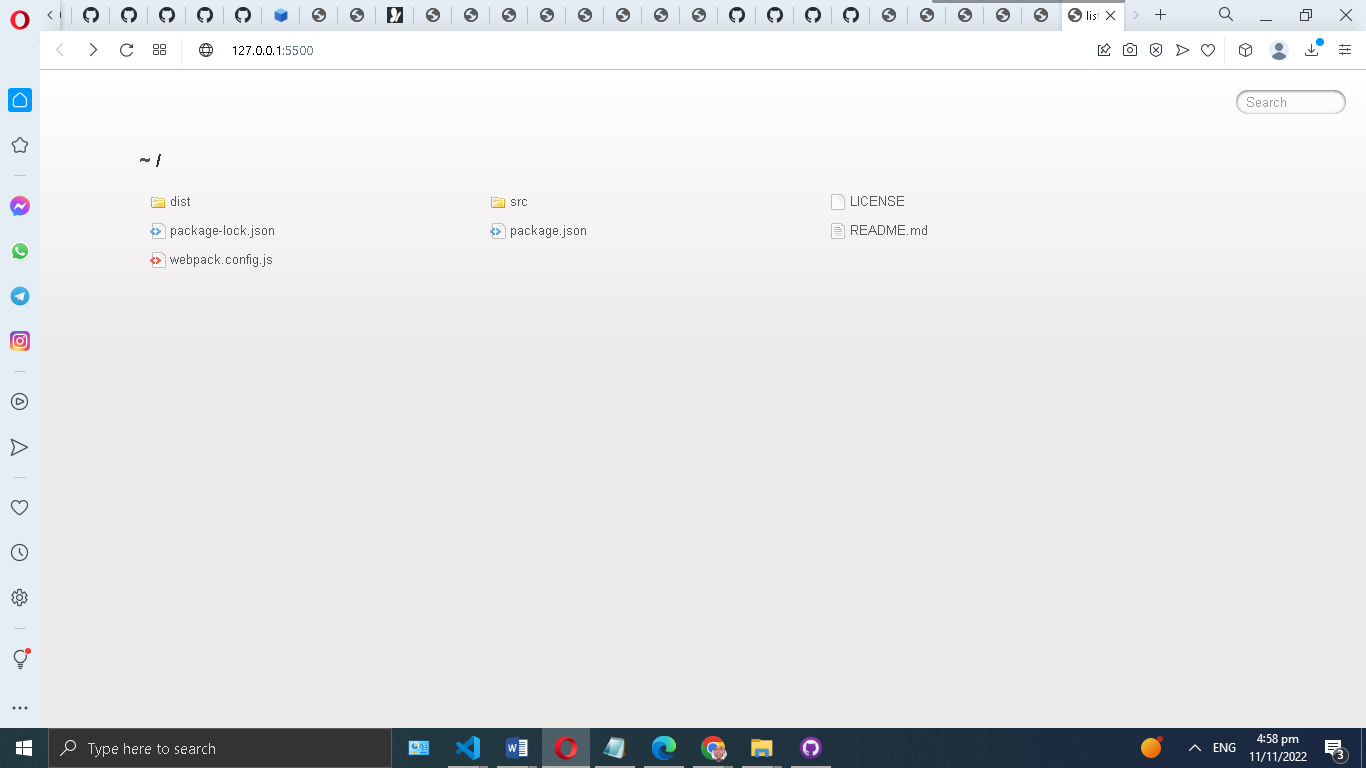 list
127.0.0.1:5500
Search
~ /
dist
src
LICENSE
package-lock.json
package.json
README.md
webpack.config.js
Type here to search
ENG
4:58 pm
11/11/2022
3